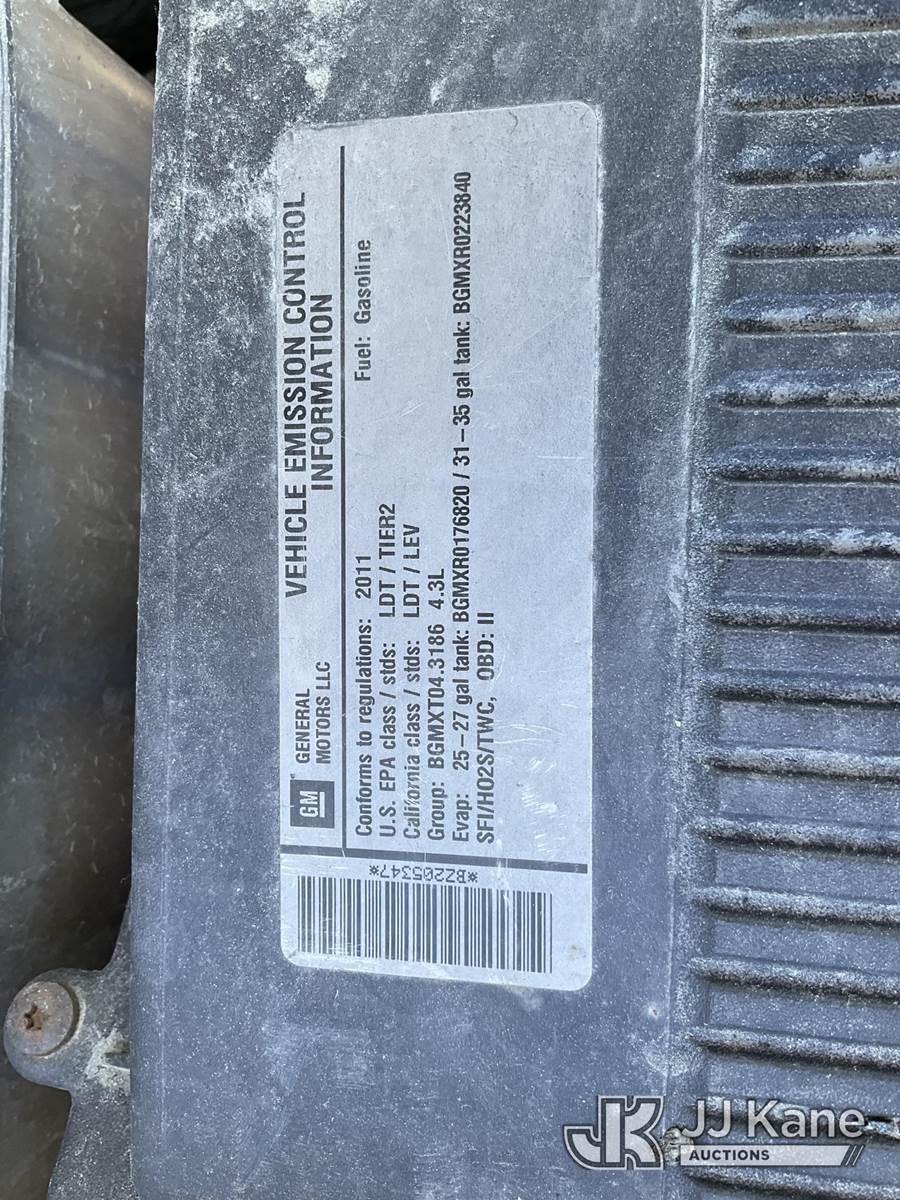 GM
GENERAL
MOTORS LLC
VEHICLE EMISSION CONTROL
INFORMATION
Conforms to regulations: 2011 Fuel: Gasoline
U.S. EPA class / stds: LDT / TIER2
California class / stds: LDT / LEV
Group: BGMXT04.3186 4.3L
Evap: 25-27 gal tank: BGMXR0176820 / 31-35 gal tank: BGMXR0223840
SFI/HO2S/TWC, OBD: II
*BZ205347*
JK JJ Kane
AUCTIONS